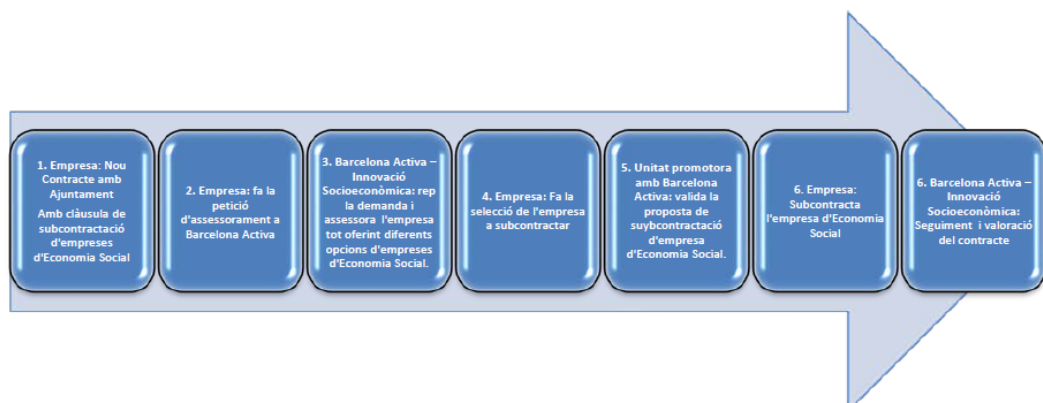 1. Empresa: Nou
Contracte amb
Ajuntament
Amb clàusula de
subcontractació
d'empreses
d'Economia Social
2. Empresa: fa la
petició
d'assessorament a
Barcelona Activa
3. Barcelona Activa –
Innovació
Socioeconòmica: rep
la demanda i
assessora l'empresa
tot oferint diferents
opcions d'empreses
d'Economia Social.
4. Empresa: Fa la
selecció de l'empresa
a subcontractar
5. Unitat promotora
amb Barcelona
Activa: valida la
proposta de
suybcontractació
d'empresa
d'Economia Social.
6. Empresa:
Subcontracta
l'empresa d'Economia
Social
6. Barcelona Activa –
Innovació
Socioeconòmica:
Seguiment i valoració
del contracte